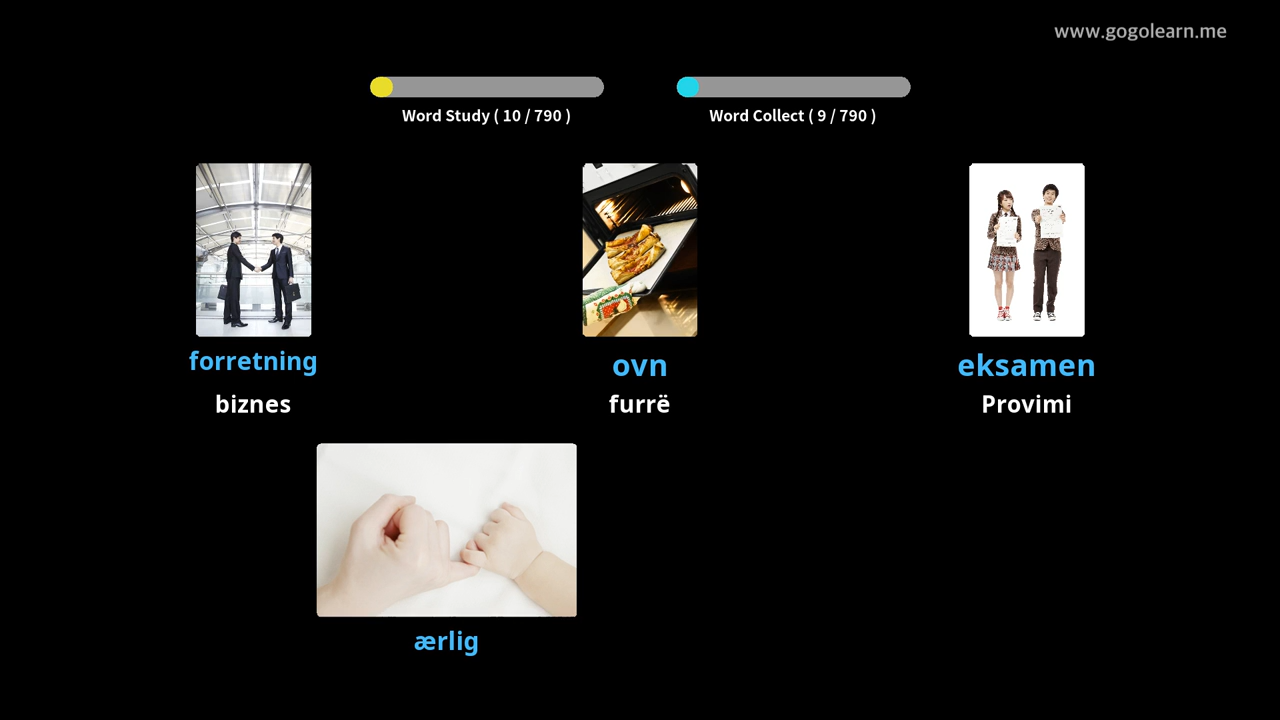 www.gogolearn.me
Word Study ( 10 / 790 )
Word Collect ( 9 / 790 )
forretning
ovn
eksamen
biznes
furrë
Provimi
ærlig